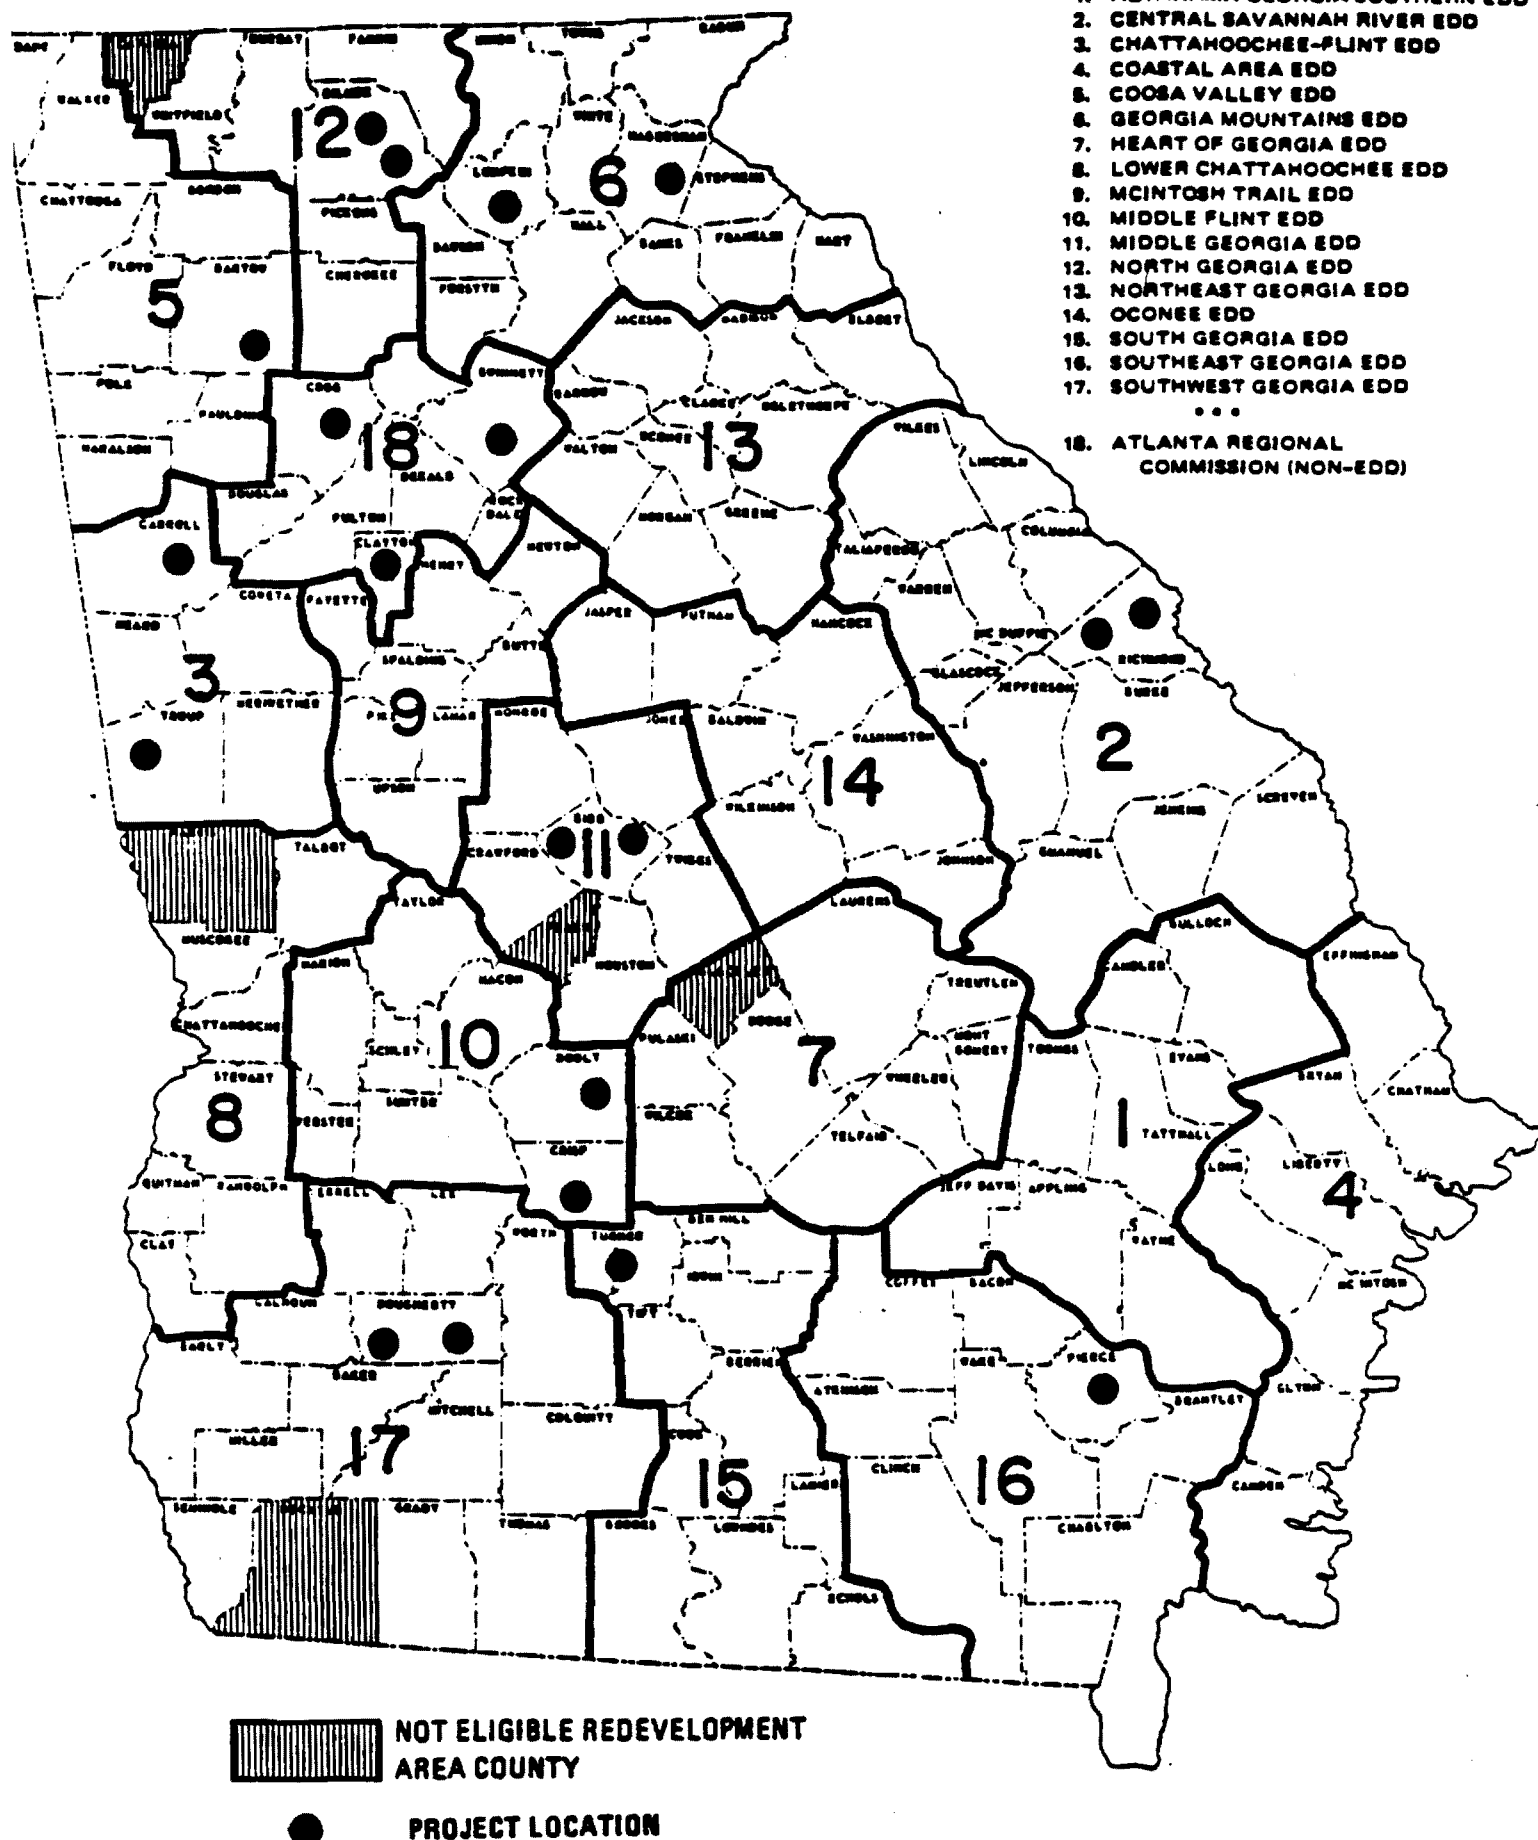 2. CENTRAL SAVANNAH RIVER EDD
3. CHATTAHOOCHEE-FLINT EDD
4. COASTAL AREA EDD
5. COOSA VALLEY EDD
6. GEORGIA MOUNTAINS EDD
7. HEART OF GEORGIA EDD
8. LOWER CHATTAHOOCHEE EDD
9. MCINTOSH TRAIL EDD
10. MIDDLE FLINT EDD
11. MIDDLE GEORGIA EDD
12. NORTH GEORGIA EDD
13. NORTHEAST GEORGIA EDD
14. OCONEE EDD
15. SOUTH GEORGIA EDD
16. SOUTHEAST GEORGIA EDD
17. SOUTHWEST GEORGIA EDD
• • •
18. ATLANTA REGIONAL
COMMISSION (NON-EDD)
WALKER
WHITFIELD
12
WHITE
LUMPKIN
6
STEPHENS
CHATTOOGA
GORDON
PICKENS
HALL
DAWSON
BANKS
FRANKLIN
HART
FLOYD
BARTOW
CHEROKEE
FORSYTH
5
JACKSON
ELBERT
POLK
COBB
GWINNETT
BARROW
CLARKE
OGLETHORPE
PAULDING
18
WALTON
OCONEE
13
WILKES
HARALSON
DEKALB
LINCOLN
DOUGLAS
ROCK
DALE
CARROLL
FULTON
MORGAN
GREENE
CLAYTON
NEWTON
COLUMBIA
HENRY
TALIAFERRO
WARREN
COWETA
FAYETTE
HEARD
JASPER
PUTNAM
HANCOCK
MC DUFFIE
SPALDING
BUTTS
RICHMOND
3
GLASCOCK
JEFFERSON
BURKE
TROUP
MERIWETHER
9
LAMAR
MONROE
JONES
BALDWIN
WASHINGTON
2
14
UPSON
WILKINSON
JENKINS
SCREVEN
TALBOT
CRAWFORD
BIBB
11
TWIGGS
JOHNSON
EMANUEL
TAYLOR
LAURENS
MUSCOGEE
BULLOCH
MARION
MACON
HOUSTON
CANDLER
EFFINGHAM
TREUTLEN
CHATTAHOOCHE
10
SCHLEY
DOOLY
PULASKI
DODGE
7
MONT
GOMERY
TOOMBS
EVANS
STEWART
WHEELER
BRYAN
CHATHAM
8
WEBSTER
SUMTER
WILCOX
TELFAIR
1
TATTNALL
CRISP
LONG
LIBERTY
QUITMAN
RANDOLPH
TERRELL
LEE
JEFF DAVIS
APPLING
4
CLAY
WORTH
TURNER
BEN HILL
WAYNE
IRWIN
COFFEE
BACON
MC INTOSH
CALHOUN
DOUGHERTY
TIFT
EARLY
BERRIEN
WARE
PIERCE
BAKER
ATKINSON
BRANTLEY
GLYNN
MITCHELL
COLQUITT
MILLER
17
COOK
15
LANIER
CLINCH
16
CAMDEN
SEMINOLE
GRADY
THOMAS
BROOKS
LOWNDES
CHARLTON
ECHOLS
NOT ELIGIBLE REDEVELOPMENT
AREA COUNTY
PROJECT LOCATION